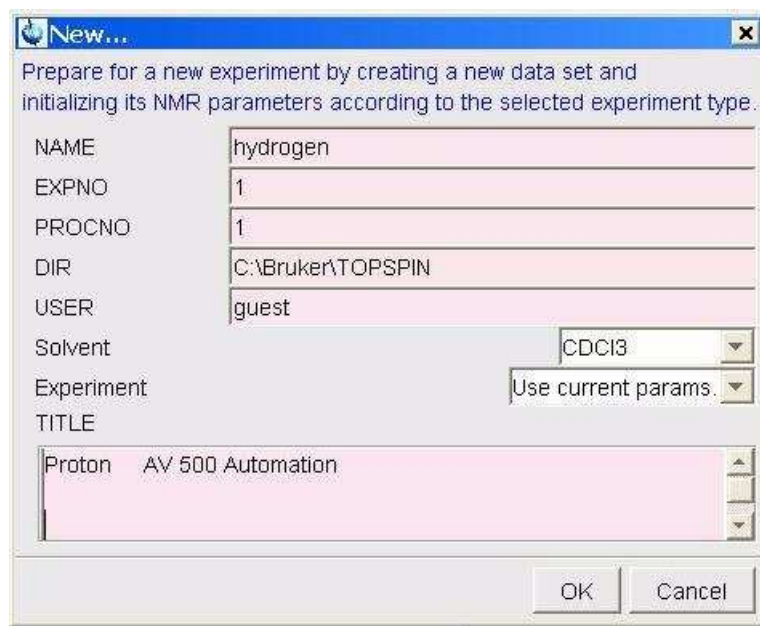 New...
Prepare for a new experiment by creating a new data set and
initializing its NMR parameters according to the selected experiment type.
NAME hydrogen
EXPNO 1
PROCNO 1
DIR C:\Bruker\TOPSPIN
USER guest
Solvent CDCl3
Experiment Use current params.
TITLE
Proton AV 500 Automation
OK Cancel